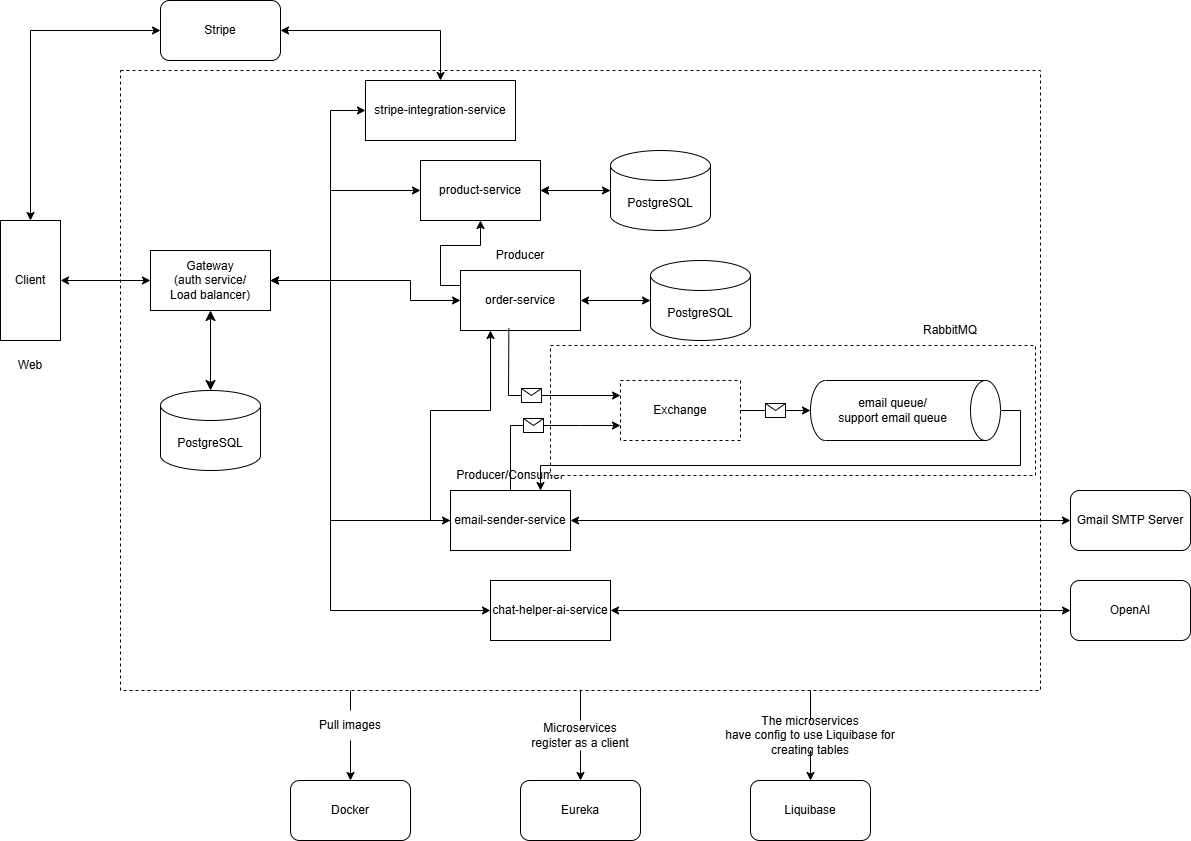 Stripe
stripe-integration-service
product-service
PostgreSQL
Client
Web
Gateway
(auth service/
Load balancer)
PostgreSQL
Producer
order-service
PostgreSQL
RabbitMQ
Exchange
email queue/
support email queue
Producer/Consumer
email-sender-service
Gmail SMTP Server
chat-helper-ai-service
OpenAI
Pull images
Microservices
register as a client
The microservices
have config to use Liquibase for
creating tables
Docker
Eureka
Liquibase